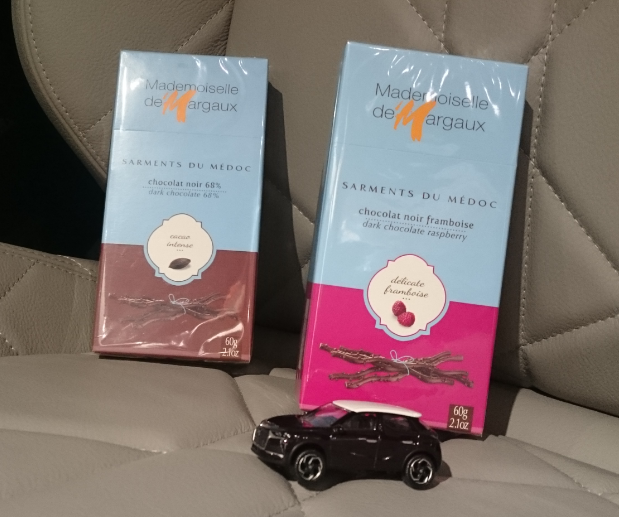 Mademoiselle
de Margaux
SARMENTS DU MÉDOC
chocolat noir 68%
dark chocolate 68%
cacao
intense
60g
2.1oz
Mademoiselle
de Margaux
SARMENTS DU MÉDOC
chocolat noir framboise
dark chocolate raspberry
délicate
framboise
60g
2.1oz